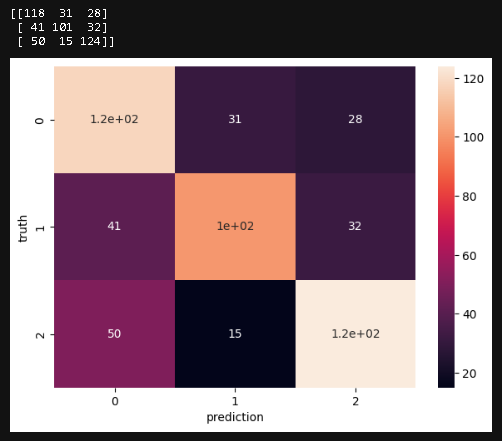 [[118  31  28]
 [ 41 101  32]
 [ 50  15 124]]
0 1.2e+02 31 28
1 41 1e+02 32
2 50 15 1.2e+02
0 1 2
truth
prediction
120
100
80
60
40
20